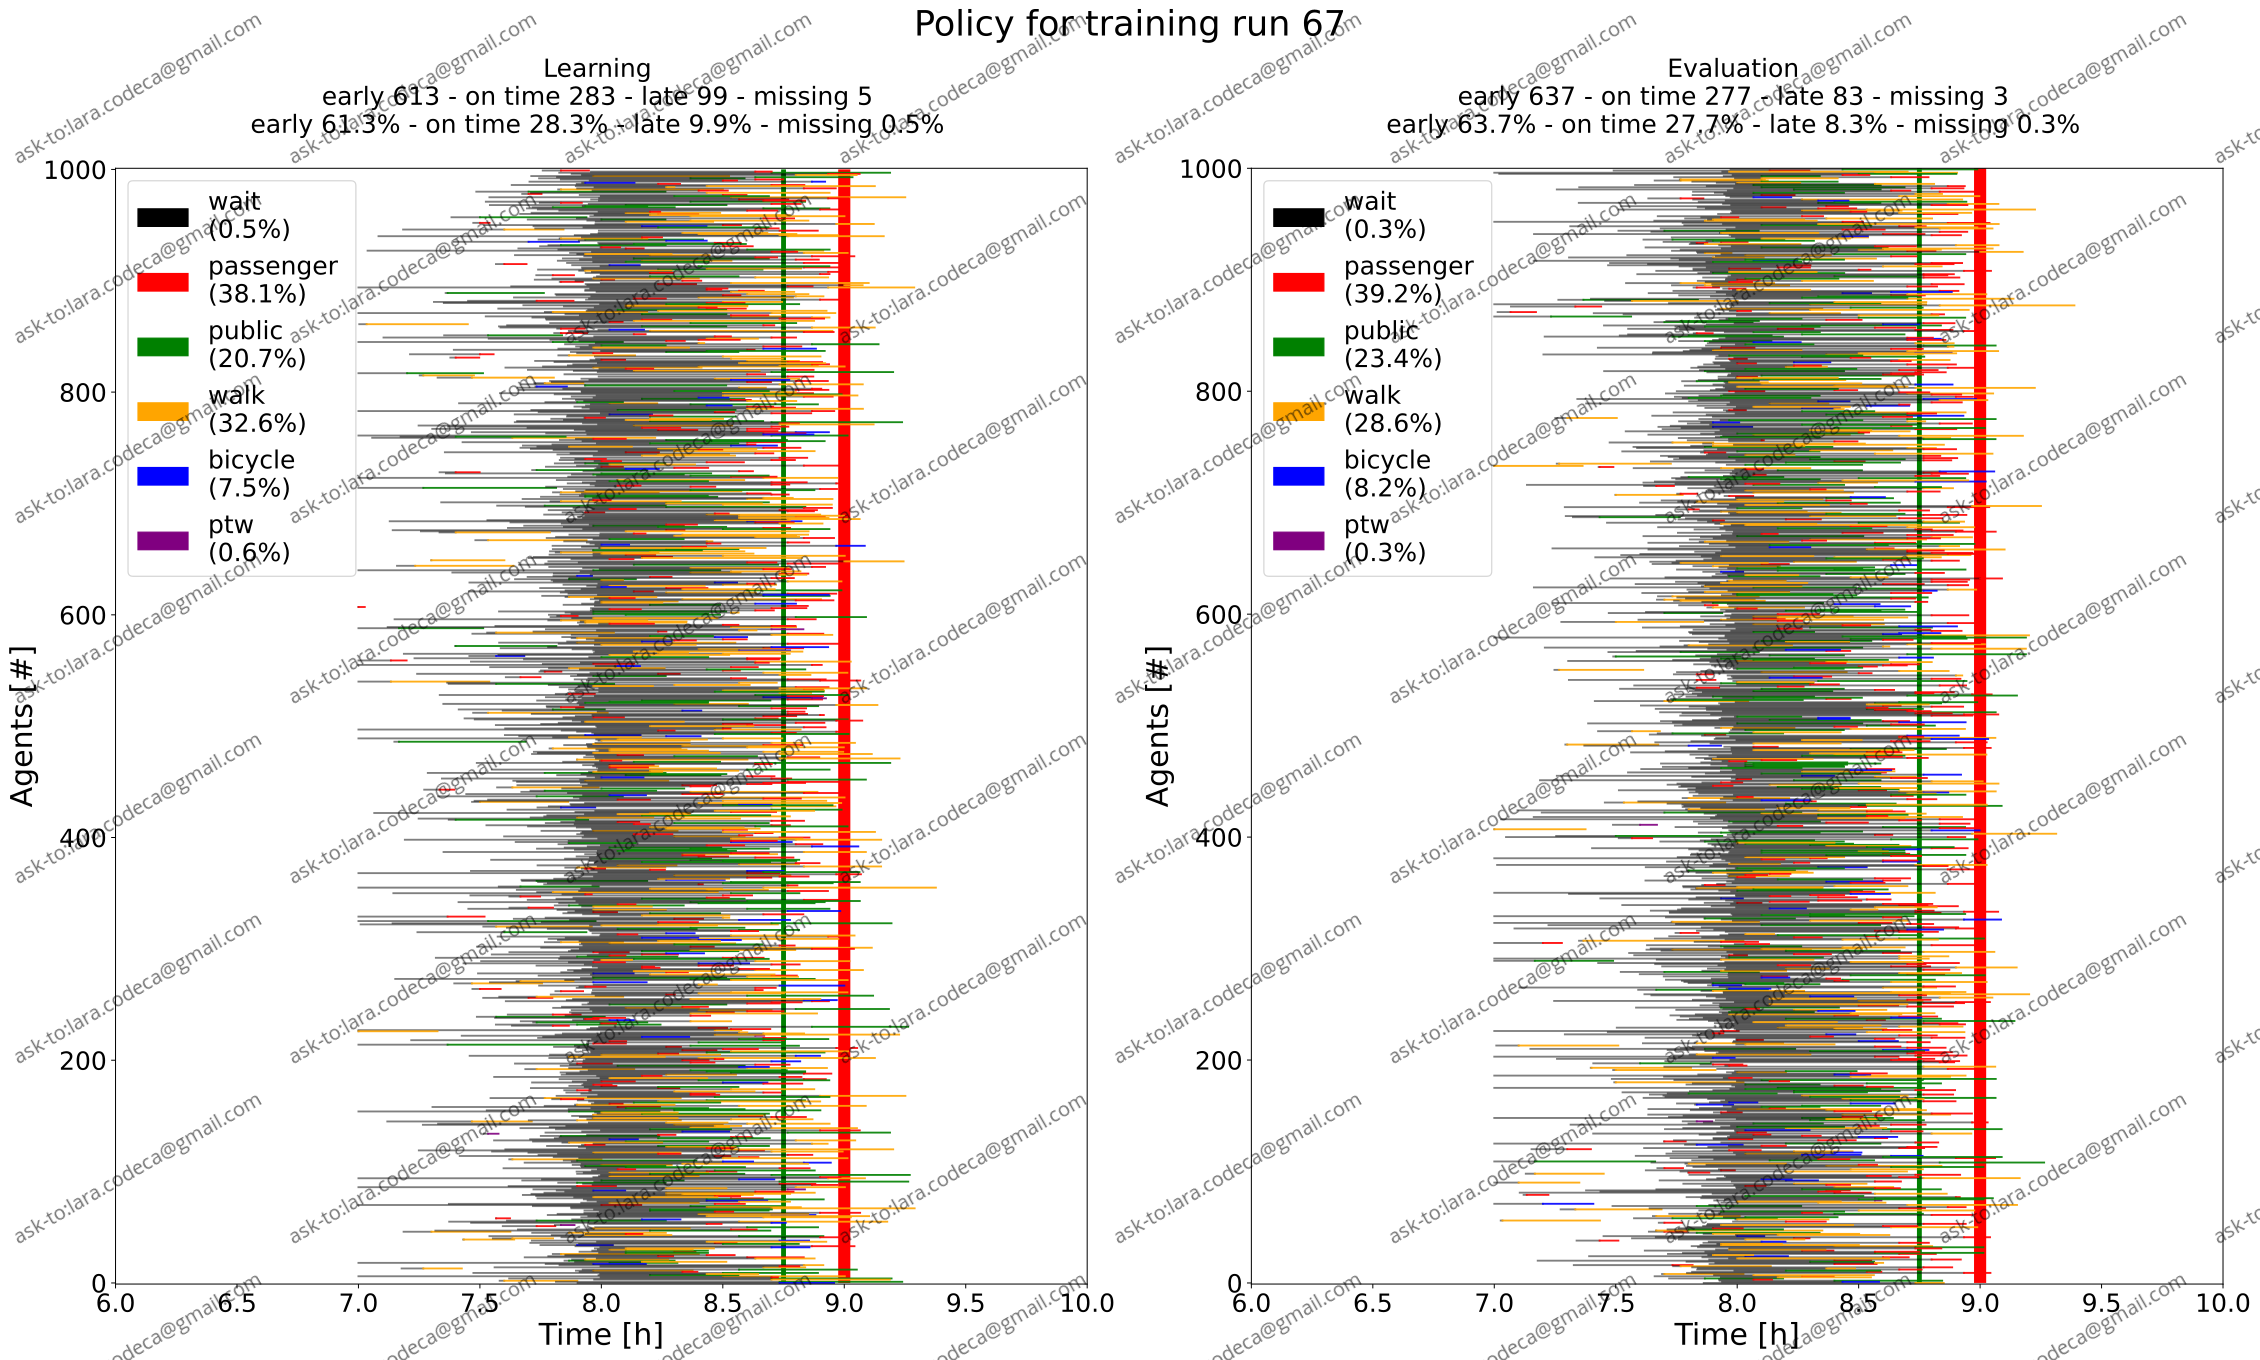 Policy for training run 67
Learning
early 613 - on time 283 - late 99 - missing 5
early 61.3% - on time 28.3% - late 9.9% - missing 0.5%
wait
(0.5%)
passenger
(38.1%)
public
(20.7%)
walk
(32.6%)
bicycle
(7.5%)
ptw
(0.6%)
1000
800
600
400
200
0
Agents [#]
6.0 6.5 7.0 7.5 8.0 8.5 9.0 9.5 10.0
Time [h]
Evaluation
early 637 - on time 277 - late 83 - missing 3
early 63.7% - on time 27.7% - late 8.3% - missing 0.3%
wait
(0.3%)
passenger
(39.2%)
public
(23.4%)
walk
(28.6%)
bicycle
(8.2%)
ptw
(0.3%)
1000
800
600
400
200
0
Agents [#]
6.0 6.5 7.0 7.5 8.0 8.5 9.0 9.5 10.0
Time [h]
ask-to:lara.codeca@gmail.com